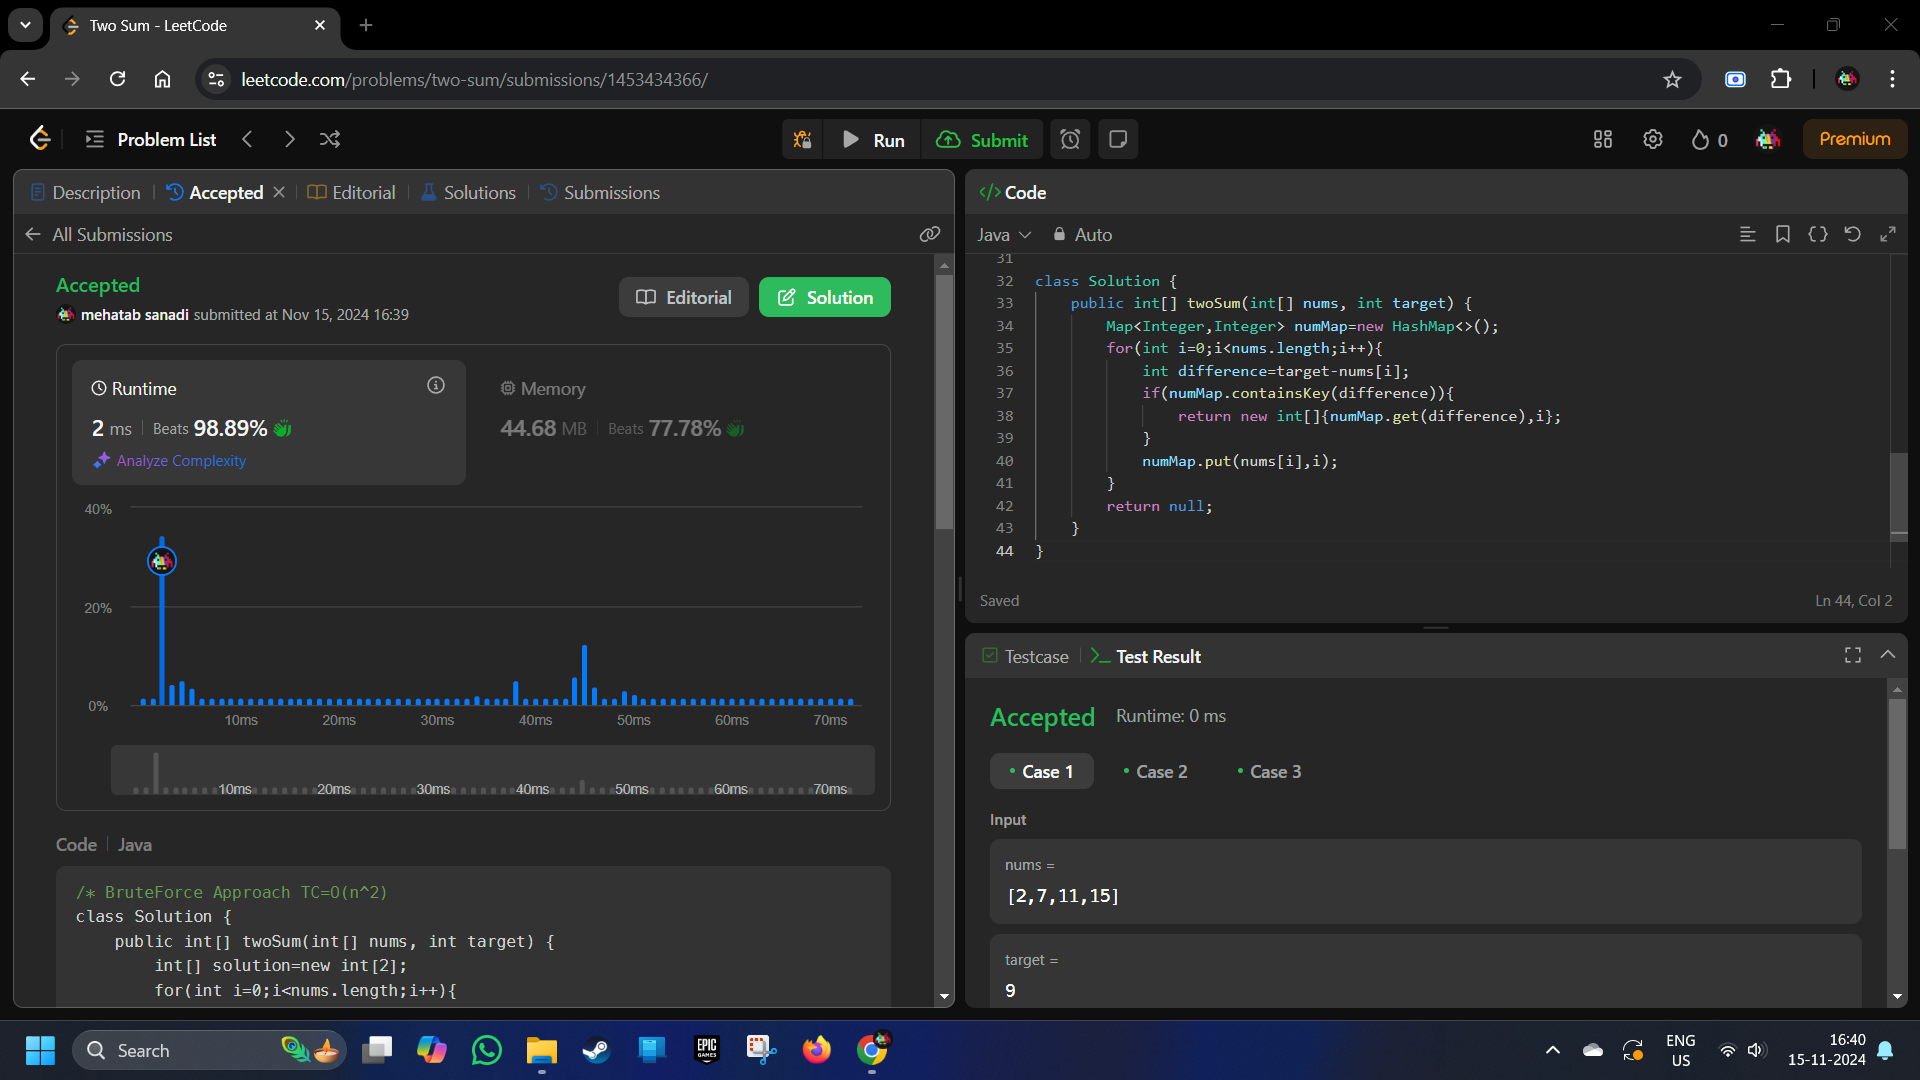 Two Sum - LeetCode
leetcode.com/problems/two-sum/submissions/1453434366/
Problem List
Run
Submit
0
Premium
Description
Accepted
Editorial
Solutions
Submissions
All Submissions
Accepted
Editorial
Solution
mehatab sanadi submitted at Nov 15, 2024 16:39
Runtime
2 ms
Beats 98.89%
Analyze Complexity
Memory
44.68 MB
Beats 77.78%
40%
20%
0%
10ms 20ms 30ms 40ms 50ms 60ms 70ms
10ms 20ms 30ms 40ms 50ms 60ms 70ms
Code
Java
/* BruteForce Approach TC=O(n^2)
class Solution {
public int[] twoSum(int[] nums, int target) {
int[] solution=new int[2];
for(int i=0;i<nums.length;i++){
</> Code
Java
Auto
31
32 class Solution {
33 public int[] twoSum(int[] nums, int target) {
34 Map<Integer,Integer> numMap=new HashMap<>();
35 for(int i=0;i<nums.length;i++){
36 int difference=target-nums[i];
37 if(numMap.containsKey(difference)){
38 return new int[]{numMap.get(difference),i};
39 }
40 numMap.put(nums[i],i);
41 }
42 return null;
43 }
44 }
Saved
Ln 44, Col 2
Testcase
Test Result
Accepted
Runtime: 0 ms
Case 1
Case 2
Case 3
Input
nums =
[2,7,11,15]
target =
9
Search
EPIC
GAMES
ENG
US
16:40
15-11-2024